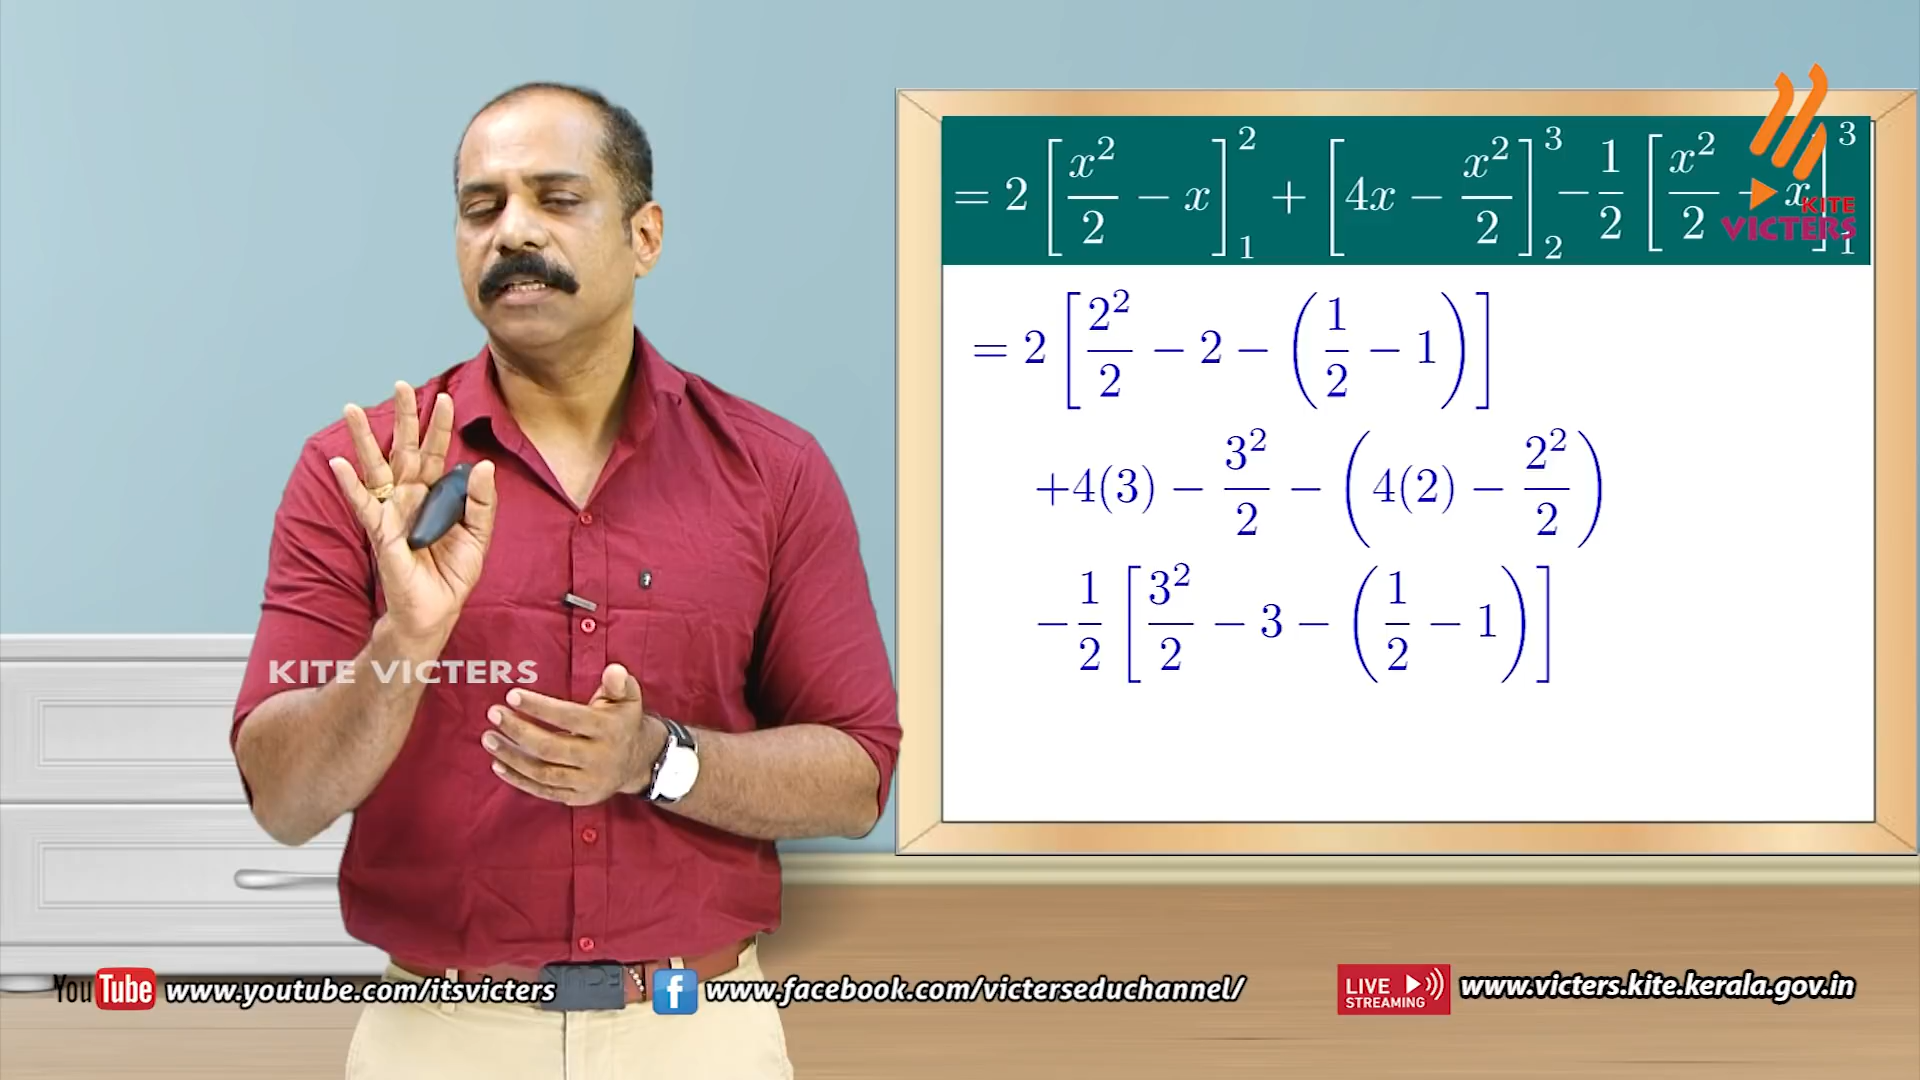 = 2 [x²/2 − x]₁² + [4x − x²/2]₂³ − 1/2 [x²/2 − x]₁³
KITE
VICTERS
= 2 [2²/2 − 2 − (1/2 − 1)]
+4(3) − 3²/2 − (4(2) − 2²/2)
− 1/2 [3²/2 − 3 − (1/2 − 1)]
KITE VICTERS
YouTube www.youtube.com/itsvicters f www.facebook.com/victerseduchannel/ LIVE STREAMING www.victers.kite.kerala.gov.in